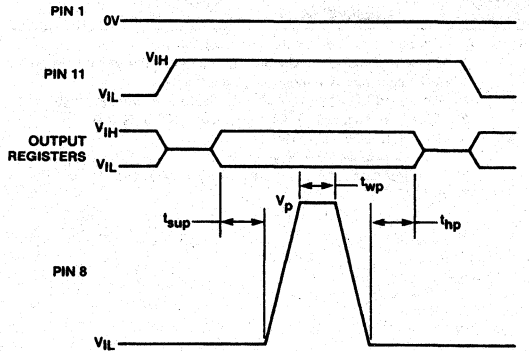 PIN 1
0V
VIH
PIN 11
VIL
VIH
OUTPUT
REGISTERS
VIL
twp
Vp
tsup
thp
PIN 8
VIL